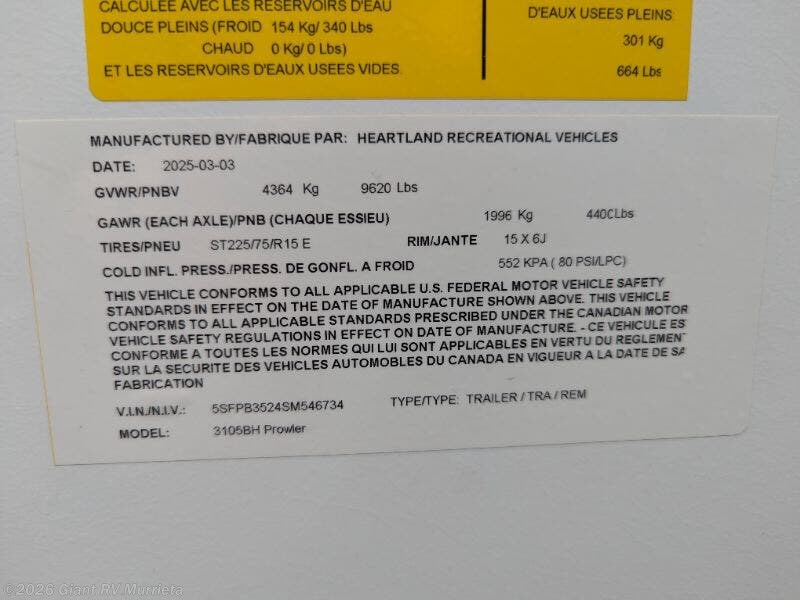 CALCULEE AVEC LES RESERVOIRS D'EAU
DOUCE PLEINS (FROID 154 Kg/ 340 Lbs
CHAUD 0 Kg/ 0 Lbs)
ET LES RESERVOIRS D'EAUX USEES VIDES.
D'EAUX USEES PLEINS
301 Kg
664 Lbs
MANUFACTURED BY/FABRIQUE PAR: HEARTLAND RECREATIONAL VEHICLES
DATE: 2025-03-03
GVWR/PNBV 4364 Kg 9620 Lbs
GAWR (EACH AXLE)/PNB (CHAQUE ESSIEU) 1996 Kg 4400Lbs
TIRES/PNEU ST225/75/R15 E RIM/JANTE 15 X 6J
COLD INFL. PRESS./PRESS. DE GONFL. A FROID 552 KPA ( 80 PSI/LPC)
THIS VEHICLE CONFORMS TO ALL APPLICABLE U.S. FEDERAL MOTOR VEHICLE SAFETY
STANDARDS IN EFFECT ON THE DATE OF MANUFACTURE SHOWN ABOVE. THIS VEHICLE
CONFORMS TO ALL APPLICABLE STANDARDS PRESCRIBED UNDER THE CANADIAN MOTOR
VEHICLE SAFETY REGULATIONS IN EFFECT ON DATE OF MANUFACTURE. - CE VEHICULE ES
CONFORME A TOUTES LES NORMES QUI LUI SONT APPLICABLES EN VERTU DU REGLEMENT
SUR LA SECURITE DES VEHICLES AUTOMOBILES DU CANADA EN VIGUEUR A LA DATE DE SA
FABRICATION
V.I.N./N.I.V.: 5SFPB3524SM546734 TYPE/TYPE: TRAILER / TRA / REM
MODEL: 3105BH Prowler
©2026 Giant RV Murrieta